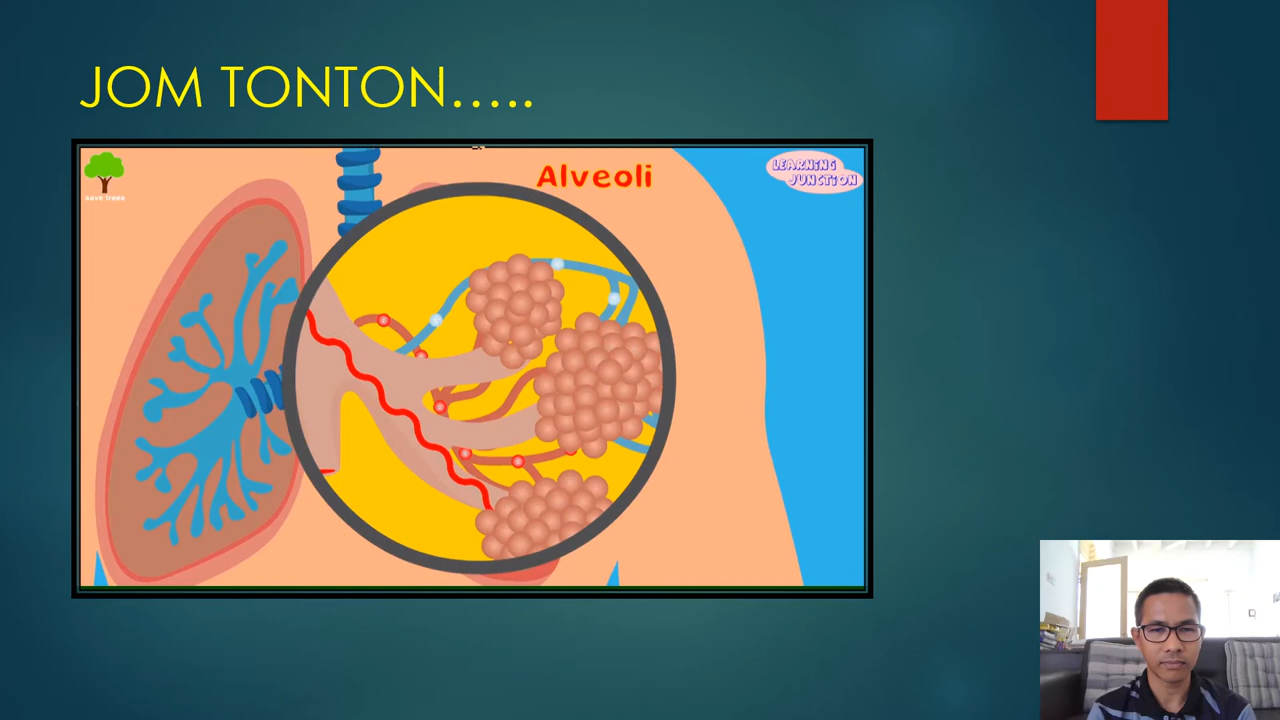 JOM TONTON.....
Alveoli
LEARNING
JUNCTION
save trees